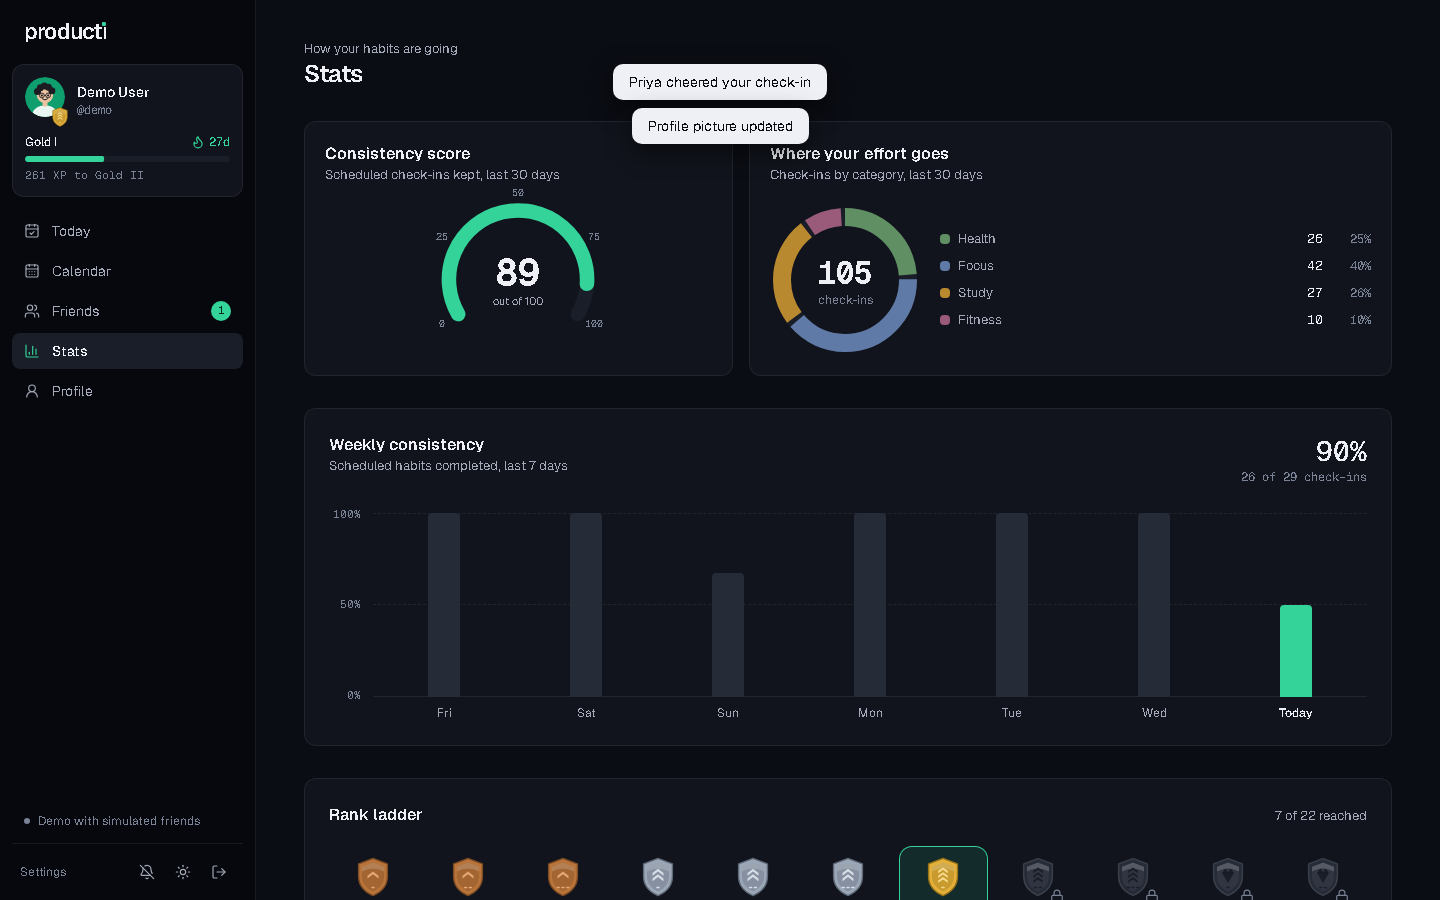 producti
Demo User
@demo
Gold I
27d
261 XP to Gold II
Today
Calendar
Friends
1
Stats
Profile
Demo with simulated friends
Settings
How your habits are going
Stats
Priya cheered your check-in
Profile picture updated
Consistency score
Scheduled check-ins kept, last 30 days
0
25
50
75
100
89
out of 100
Where your effort goes
Check-ins by category, last 30 days
105
check-ins
Health 26 25%
Focus 42 40%
Study 27 26%
Fitness 10 10%
Weekly consistency
Scheduled habits completed, last 7 days
90%
26 of 29 check-ins
100%
50%
0%
Fri Sat Sun Mon Tue Wed Today
Rank ladder
7 of 22 reached